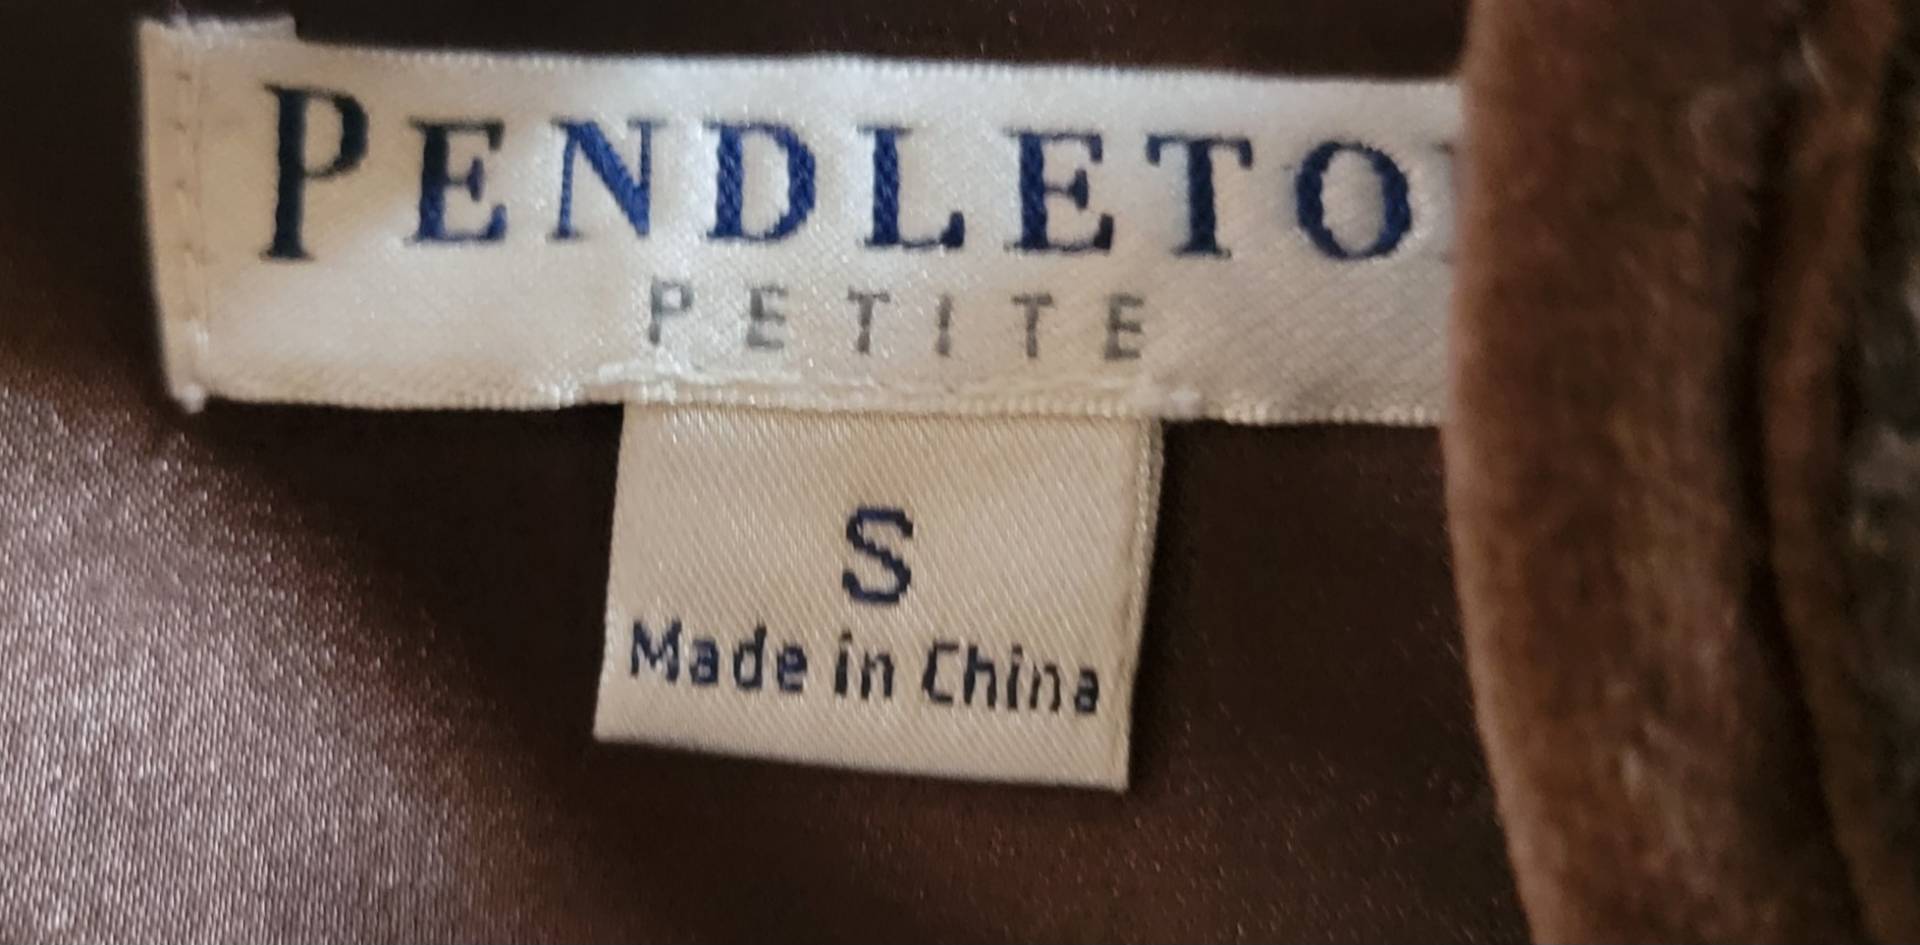 PENDLETO
PETITE
S
Made in China